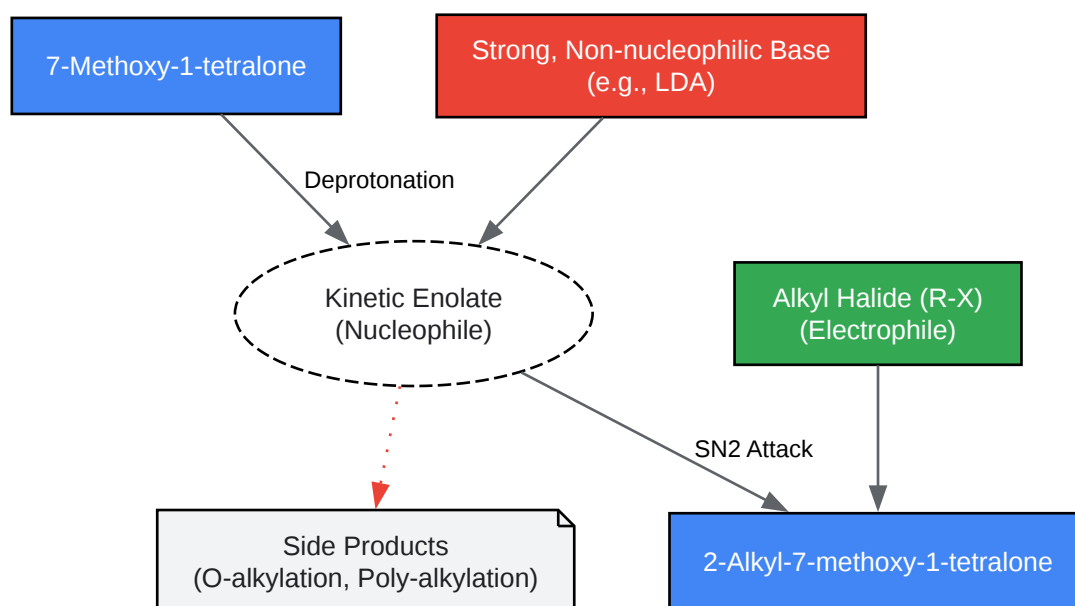 7-Methoxy-1-tetralone
Strong, Non-nucleophilic Base
(e.g., LDA)
Deprotonation
Kinetic Enolate
(Nucleophile)
Alkyl Halide (R-X)
(Electrophile)
SN2 Attack
Side Products
(O-alkylation, Poly-alkylation)
2-Alkyl-7-methoxy-1-tetralone